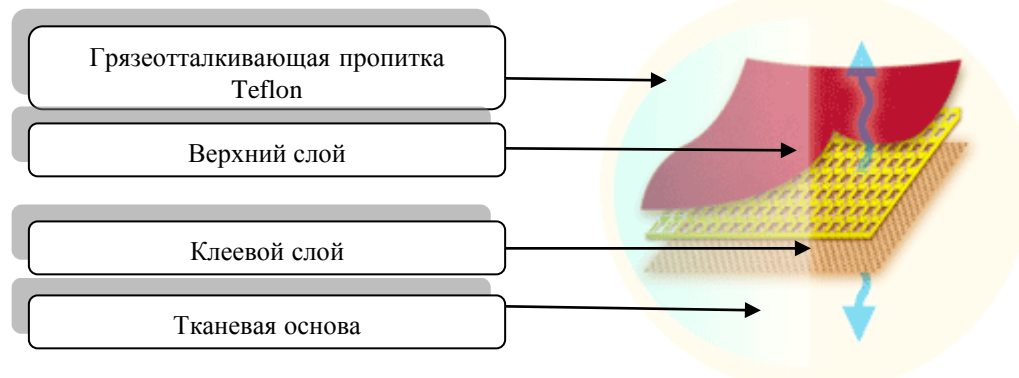 Грязеотталкивающая пропитка
Teflon
Верхний слой
Клеевой слой
Тканевая основа